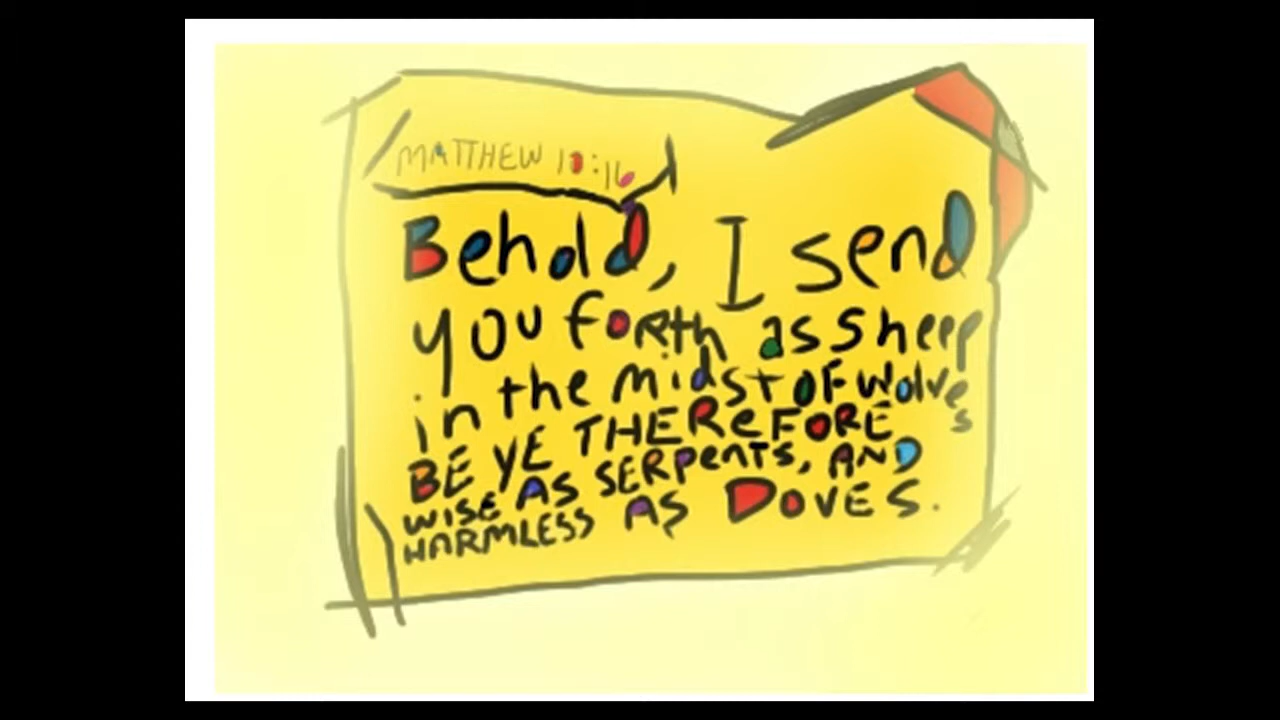 MATTHEW 10:16
Behold, I send
you forth as sheep
in the midst OF wolves
BE YE THEReFORE
WISE AS SERPenTS, AND
HARMLESS AS DOVES.